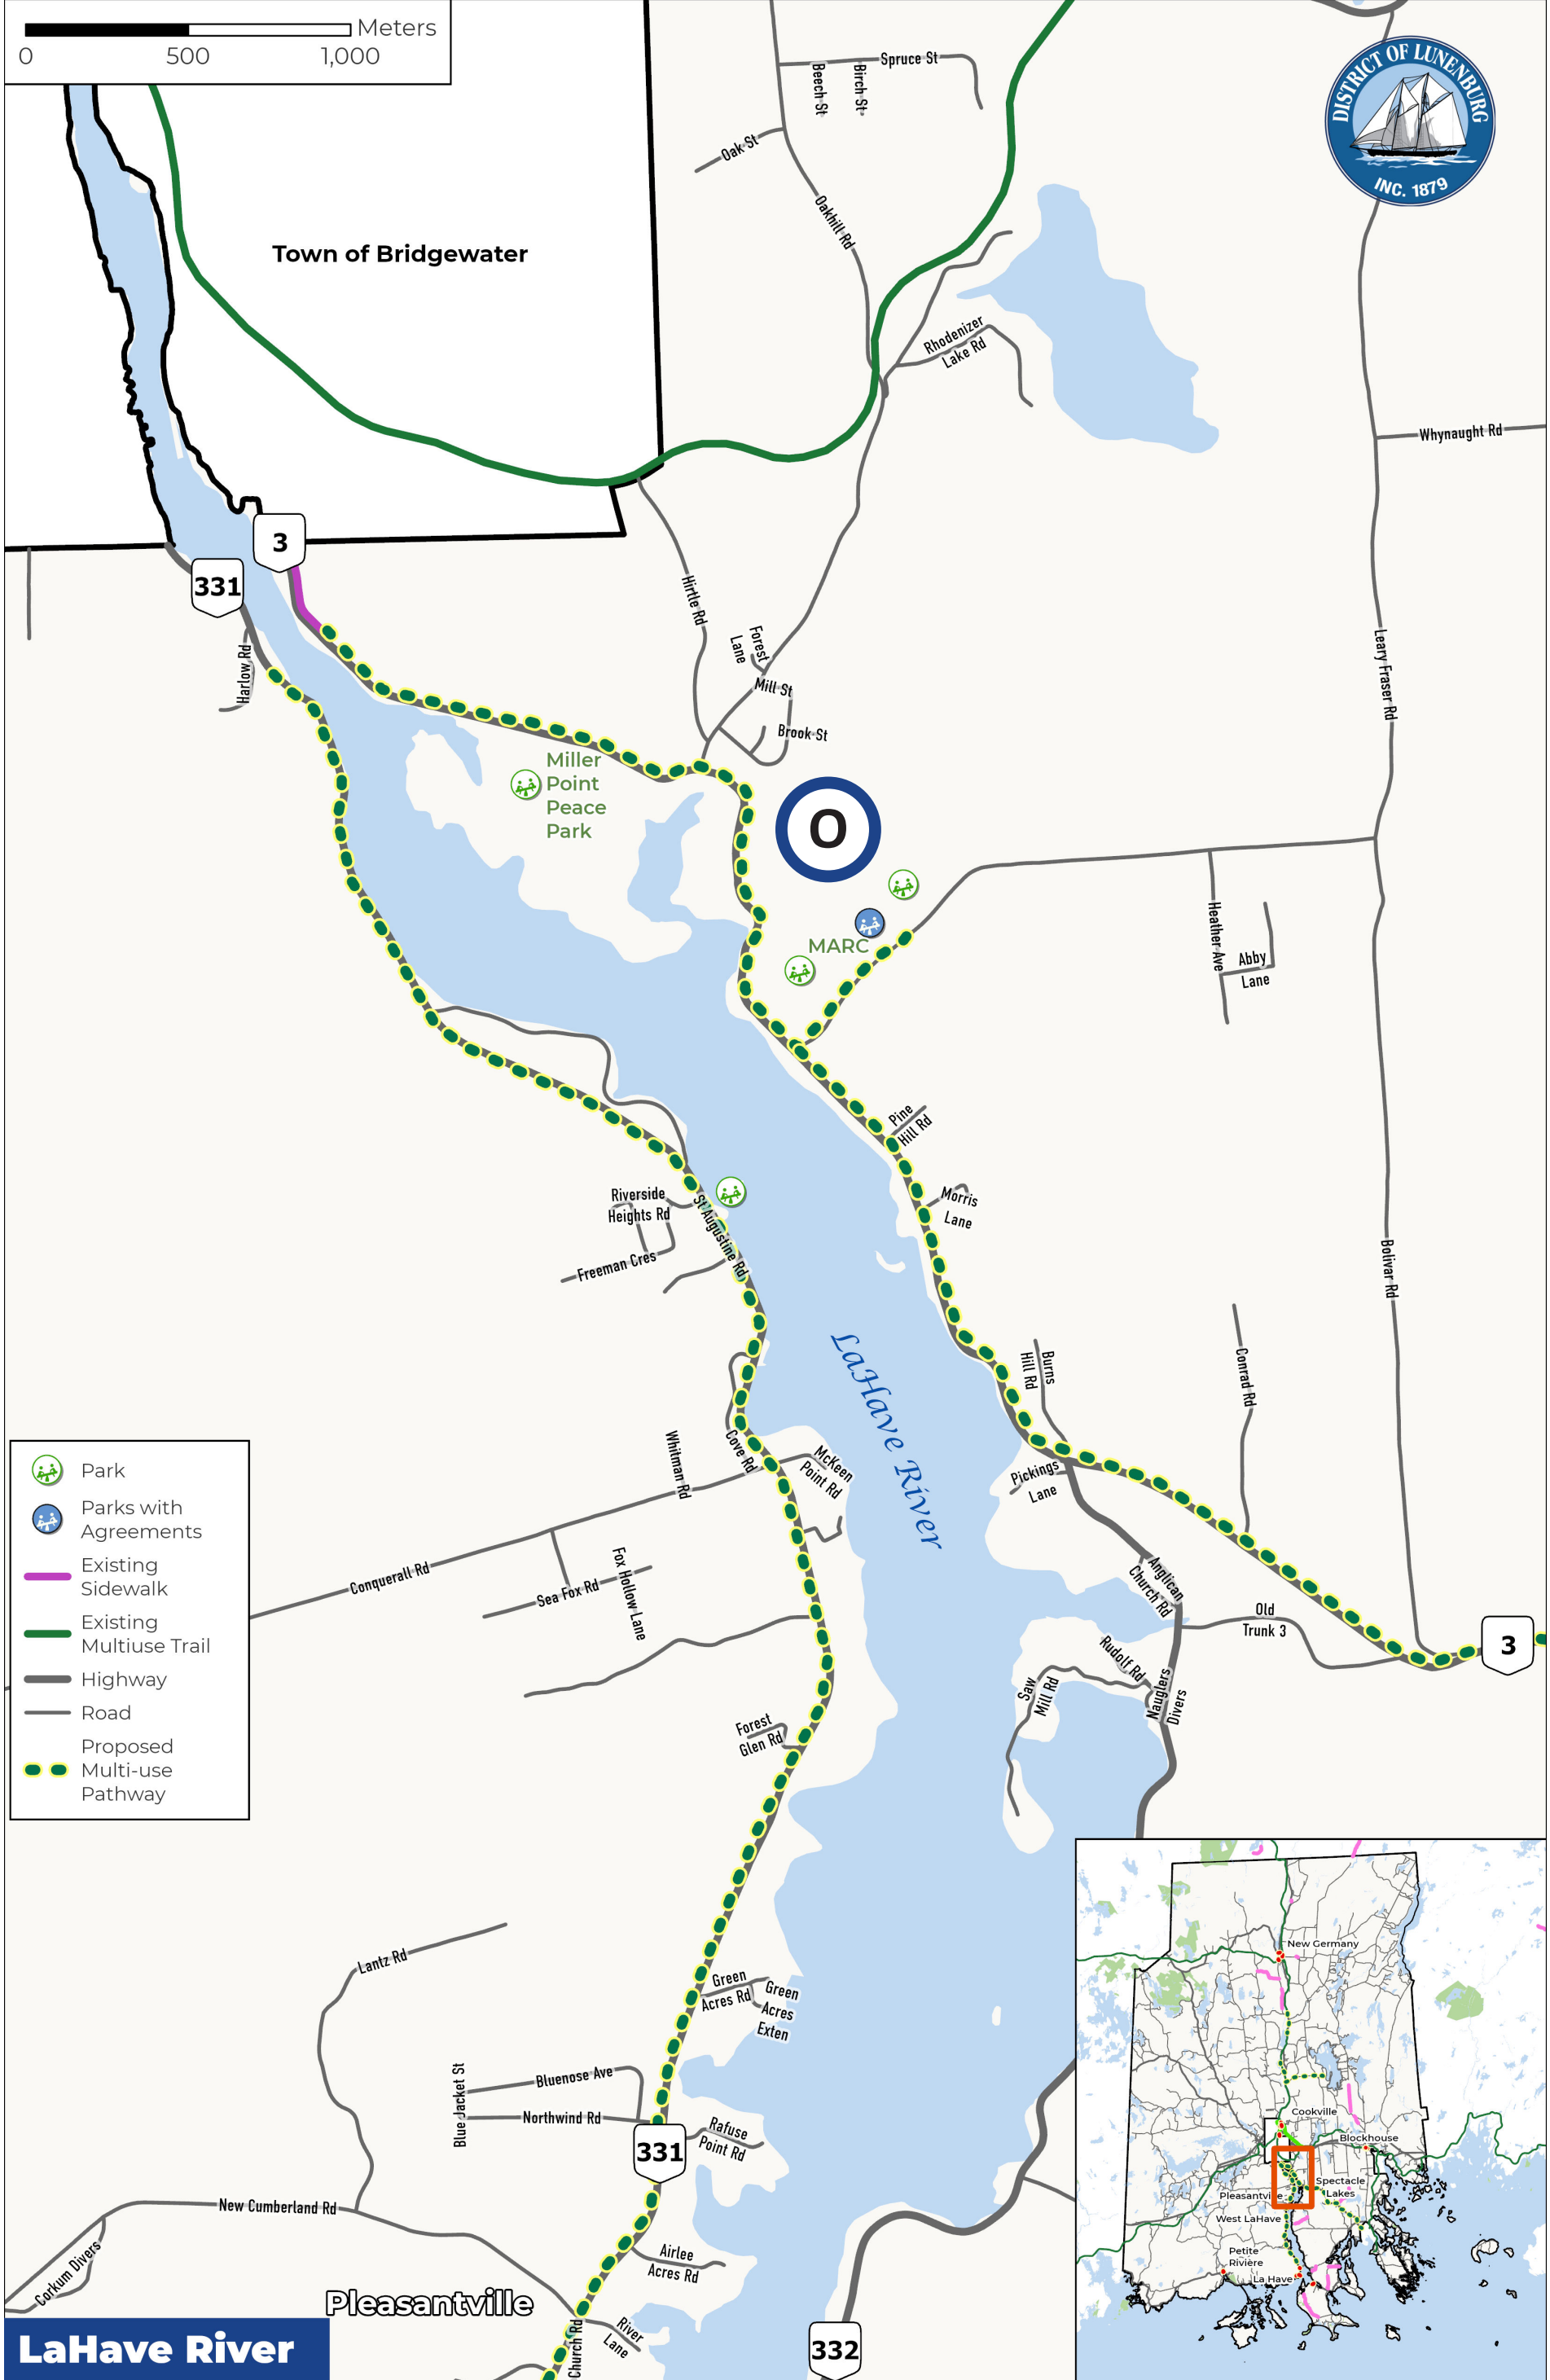 Meters
0 500 1,000
DISTRICT OF LUNENBURG
INC. 1879
Spruce St
Beech St
Birch St
Oak St
Oakhill Rd
Town of Bridgewater
Rhodenizer
Lake Rd
Whynaught Rd
3
331
Hirtle Rd
Forest
Lane
Harlow Rd
Mill St
Brook St
Leary Fraser Rd
Miller
Point
Peace
Park
O
MARC
Heather Ave
Abby
Lane
Pine
Hill Rd
Morris
Lane
Riverside
Heights Rd
St Augustine Rd
Freeman Cres
Bolivar Rd
LaHave River
Burns
Hill Rd
Conrad Rd
Whitman Rd
Cove Rd
McKeen
Point Rd
Pickings
Lane
Park
Parks with
Agreements
Existing
Sidewalk
Existing
Multiuse Trail
Highway
Road
Proposed
Multi-use
Pathway
Conquerall Rd
Sea Fox Rd
Fox Hollow Lane
Anglican
Church Rd
Old
Trunk 3
3
Rudolf Rd
Saw
Mill Rd
Nauglers
Divers
Forest
Glen Rd
Lantz Rd
Green
Acres Rd
Green
Acres
Exten
Blue Jacket St
Bluenose Ave
Northwind Rd
331
Rafuse
Point Rd
New Cumberland Rd
Corkum Divers
Airlee
Acres Rd
Pleasantville
Church Rd
River
Lane
332
LaHave River
New Germany
Cookville
Blockhouse
Spectacle
Lakes
Pleasantville
West LaHave
Petite
Rivière
La Have